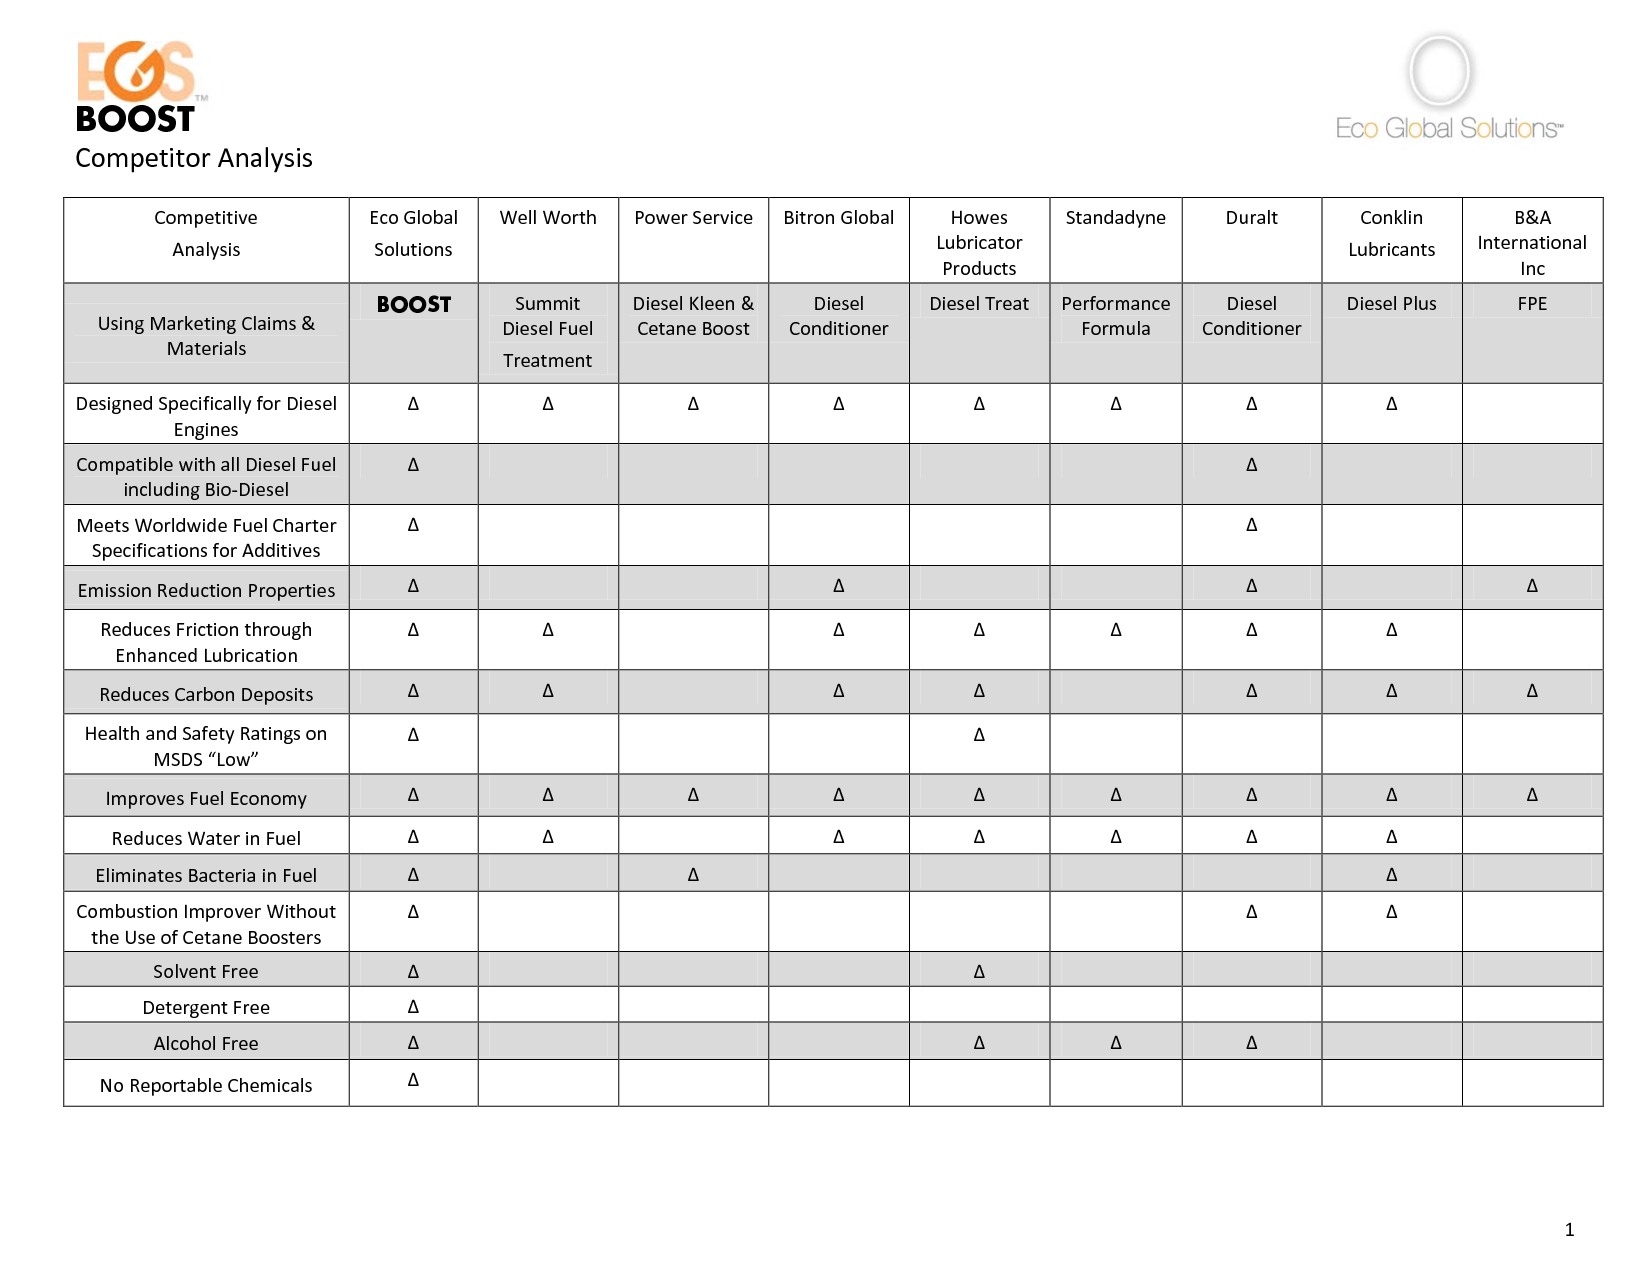 EGS™
BOOST
Competitor Analysis
Eco Global Solutions™
Competitive
Analysis
Eco Global
Solutions
Well Worth
Power Service
Bitron Global
Howes
Lubricator
Products
Standadyne
Duralt
Conklin
Lubricants
B&A
International
Inc
Using Marketing Claims &
Materials
BOOST
Summit
Diesel Fuel
Treatment
Diesel Kleen &
Cetane Boost
Diesel
Conditioner
Diesel Treat
Performance
Formula
Diesel
Conditioner
Diesel Plus
FPE
Designed Specifically for Diesel
Engines
Δ Δ Δ Δ Δ Δ Δ Δ
Compatible with all Diesel Fuel
including Bio-Diesel
Δ Δ
Meets Worldwide Fuel Charter
Specifications for Additives
Δ Δ
Emission Reduction Properties
Δ Δ Δ Δ
Reduces Friction through
Enhanced Lubrication
Δ Δ Δ Δ Δ Δ Δ
Reduces Carbon Deposits
Δ Δ Δ Δ Δ Δ Δ
Health and Safety Ratings on
MSDS “Low”
Δ Δ
Improves Fuel Economy
Δ Δ Δ Δ Δ Δ Δ Δ Δ
Reduces Water in Fuel
Δ Δ Δ Δ Δ Δ Δ
Eliminates Bacteria in Fuel
Δ Δ Δ
Combustion Improver Without
the Use of Cetane Boosters
Δ Δ Δ
Solvent Free
Δ Δ
Detergent Free
Δ
Alcohol Free
Δ Δ Δ Δ
No Reportable Chemicals
Δ
1